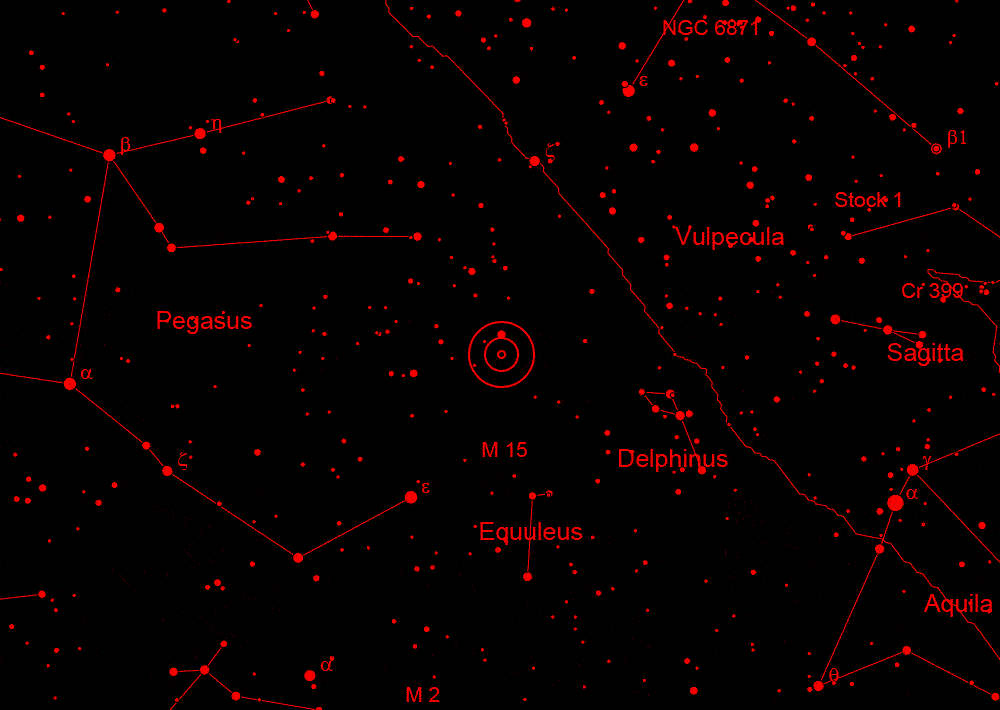 NGC 6871
ε
η
β
ζ
β1
Stock 1
Vulpecula
Cr 399
Pegasus
Sagitta
α
M 15
Delphinus
ζ
γ
ε
α
Equuleus
Aquila
α
θ
M 2